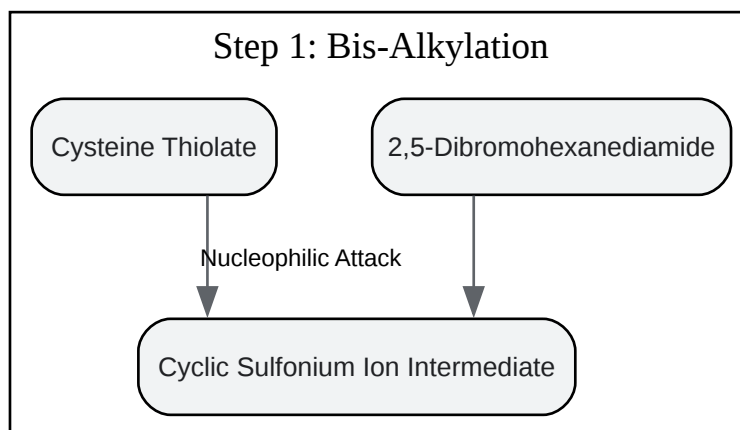 Step 1: Bis-Alkylation
Cysteine Thiolate
2,5-Dibromohexanediamide
Nucleophilic Attack
Cyclic Sulfonium Ion Intermediate